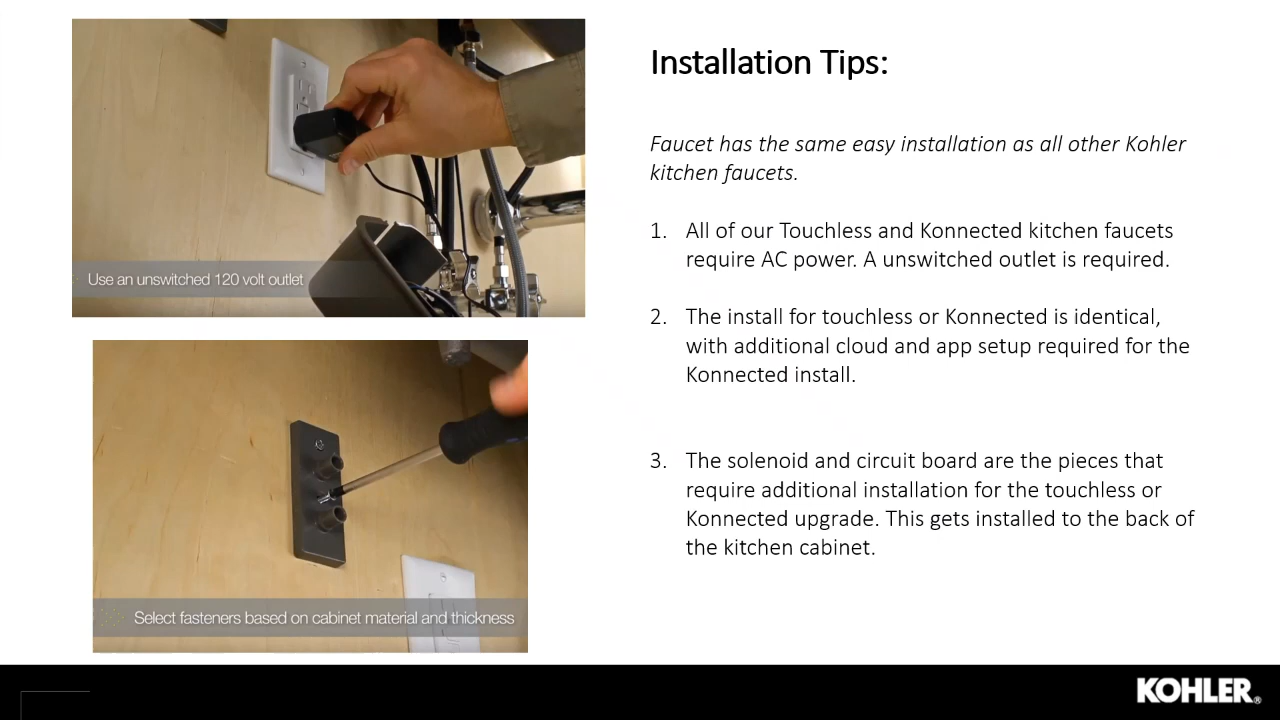 Installation Tips:
Faucet has the same easy installation as all other Kohler
kitchen faucets.
1. All of our Touchless and Konnected kitchen faucets
require AC power. A unswitched outlet is required.
2. The install for touchless or Konnected is identical,
with additional cloud and app setup required for the
Konnected install.
3. The solenoid and circuit board are the pieces that
require additional installation for the touchless or
Konnected upgrade. This gets installed to the back of
the kitchen cabinet.
Use an unswitched 120 volt outlet
Select fasteners based on cabinet material and thickness
KOHLER®